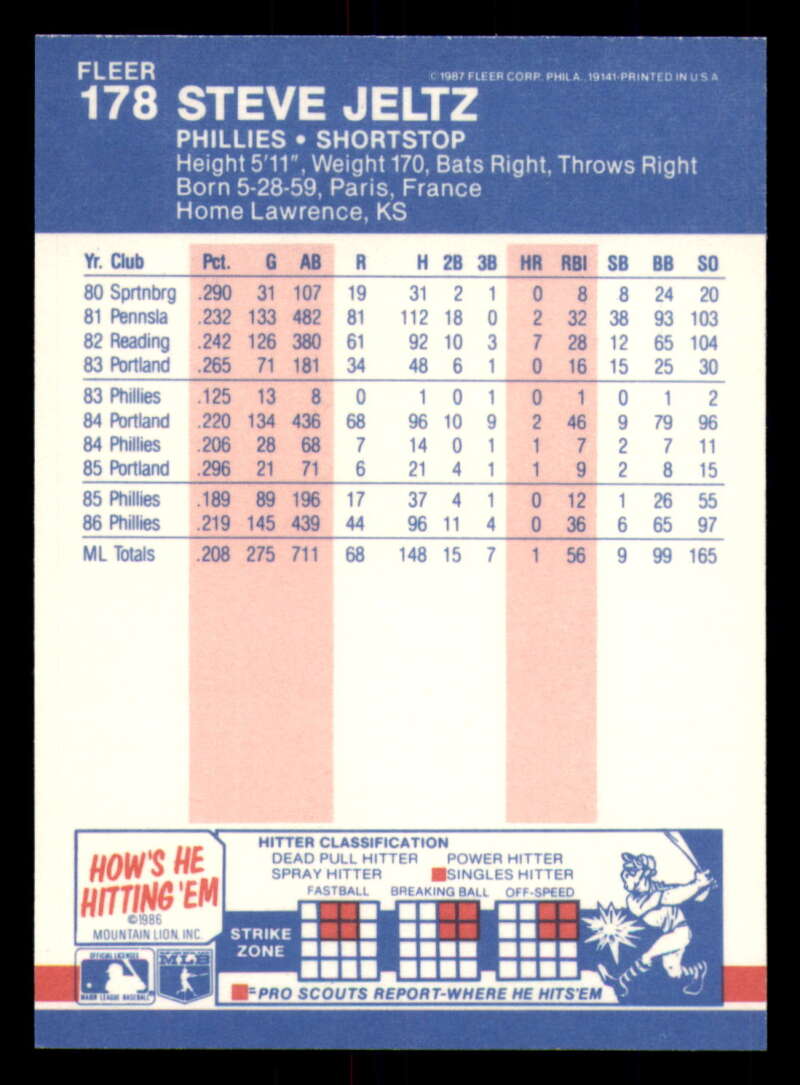 FLEER
©1987 FLEER CORP. PHILA., 19141-PRINTED IN U.S.A
178 STEVE JELTZ
PHILLIES • SHORTSTOP
Height 5'11", Weight 170, Bats Right, Throws Right
Born 5-28-59, Paris, France
Home Lawrence, KS
Yr. Club Pct. G AB R H 2B 3B HR RBI SB BB SO
80 Sprtnbrg .290 31 107 19 31 2 1 0 8 8 24 20
81 Pennsla .232 133 482 81 112 18 0 2 32 38 93 103
82 Reading .242 126 380 61 92 10 3 7 28 12 65 104
83 Portland .265 71 181 34 48 6 1 0 16 15 25 30
83 Phillies .125 13 8 0 1 0 1 0 1 0 1 2
84 Portland .220 134 436 68 96 10 9 2 46 9 79 96
84 Phillies .206 28 68 7 14 0 1 1 7 2 7 11
85 Portland .296 21 71 6 21 4 1 1 9 2 8 15
85 Phillies .189 89 196 17 37 4 1 0 12 1 26 55
86 Phillies .219 145 439 44 96 11 4 0 36 6 65 97
ML Totals .208 275 711 68 148 15 7 1 56 9 99 165
HOW'S HE
HITTING 'EM
©1986
MOUNTAIN LION, INC.
OFFICIAL LICENSEE
MAJOR LEAGUE BASEBALL
MLB
HITTER CLASSIFICATION
DEAD PULL HITTER POWER HITTER
SPRAY HITTER SINGLES HITTER
FASTBALL BREAKING BALL OFF-SPEED
STRIKE
ZONE
=PRO SCOUTS REPORT-WHERE HE HITS'EM